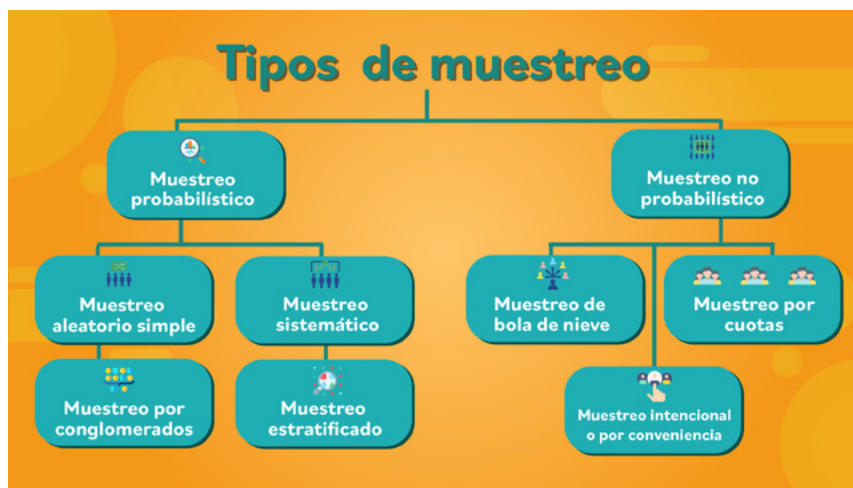 Tipos de muestreo
Muestreo
probabilístico
Muestreo no
probabilístico
Muestreo
aleatorio simple
Muestreo
sistemático
Muestreo de
bola de nieve
Muestreo por
cuotas
Muestreo por
conglomerados
Muestreo
estratificado
Muestreo intencional
o por conveniencia